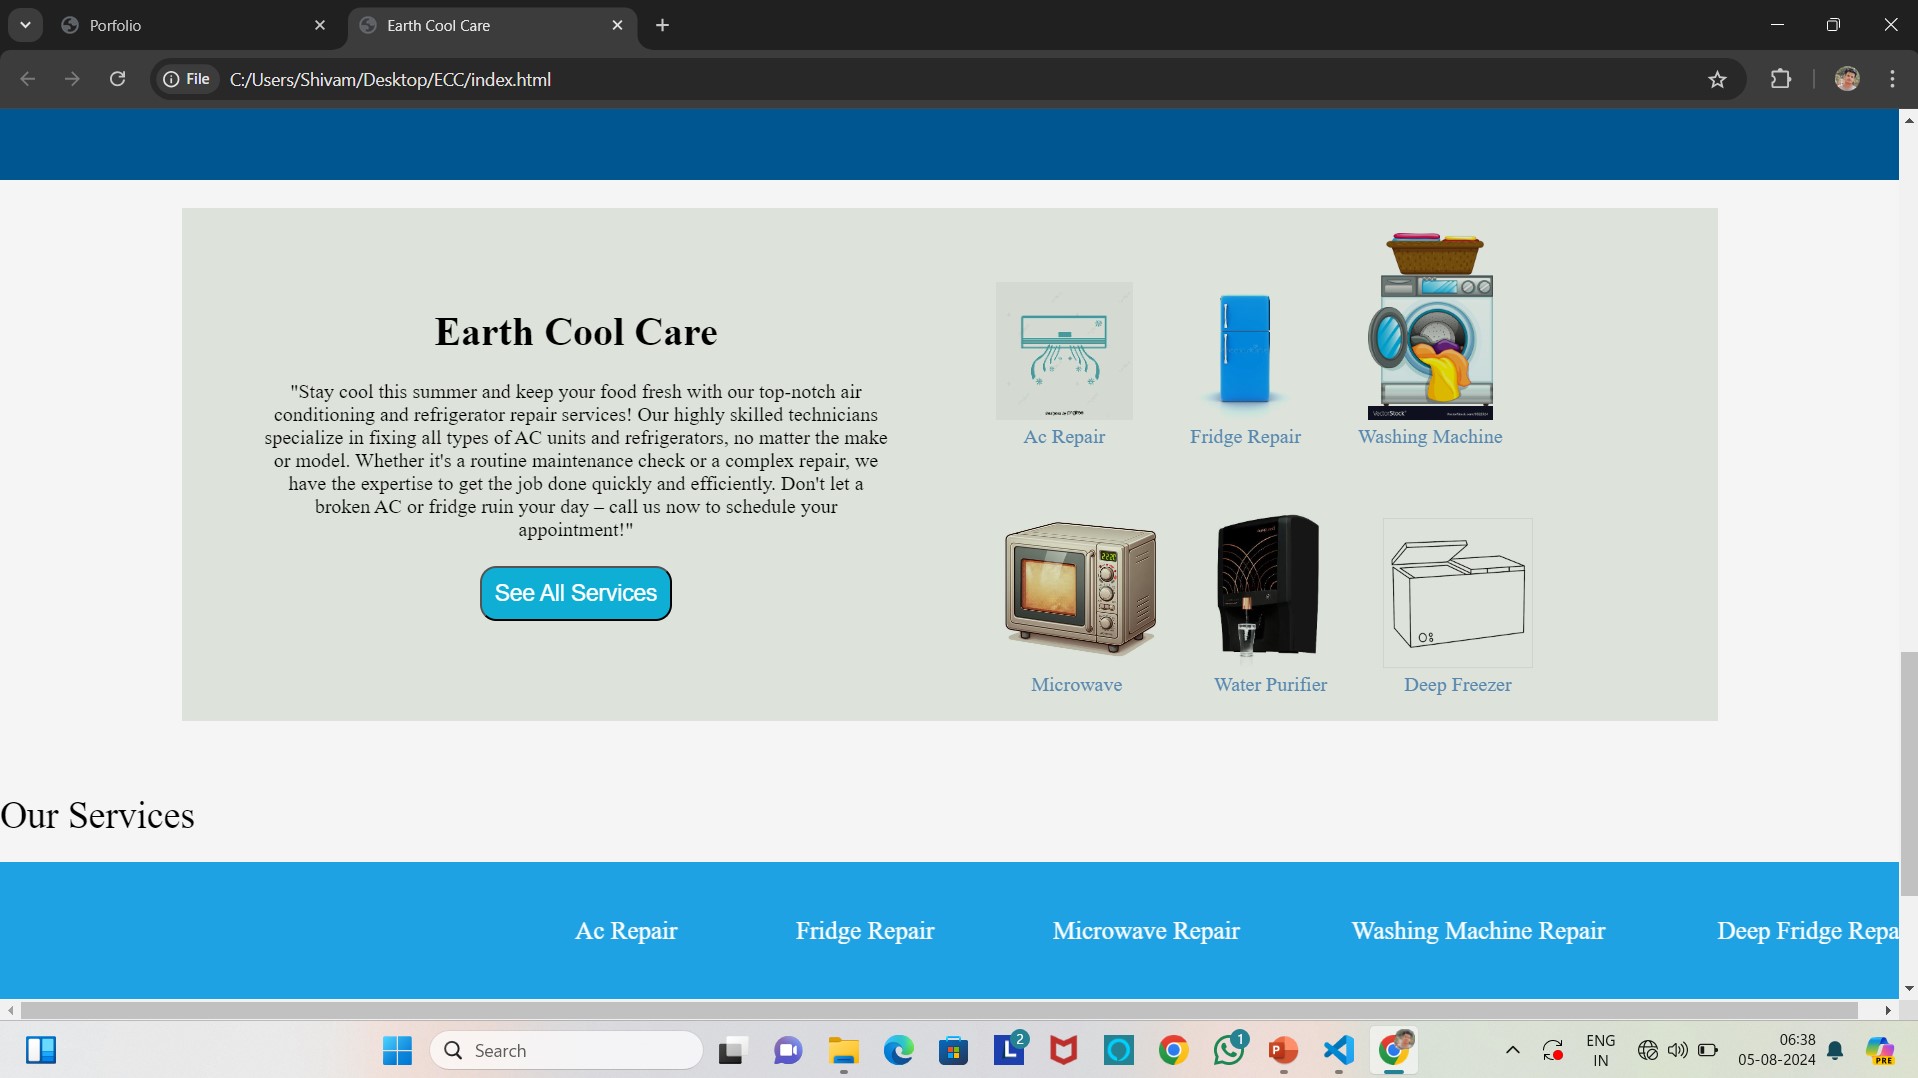 Porfolio
Earth Cool Care
File
C:/Users/Shivam/Desktop/ECC/index.html
Earth Cool Care
"Stay cool this summer and keep your food fresh with our top-notch air
conditioning and refrigerator repair services! Our highly skilled technicians
specialize in fixing all types of AC units and refrigerators, no matter the make
or model. Whether it's a routine maintenance check or a complex repair, we
have the expertise to get the job done quickly and efficiently. Don't let a
broken AC or fridge ruin your day – call us now to schedule your
appointment!"
See All Services
VectorStock
Ac Repair
Fridge Repair
Washing Machine
Microwave
Water Purifier
Deep Freezer
Our Services
Ac Repair
Fridge Repair
Microwave Repair
Washing Machine Repair
Deep Fridge Repa
Search
L
2
1
P
ENG
IN
06:38
05-08-2024
PRE